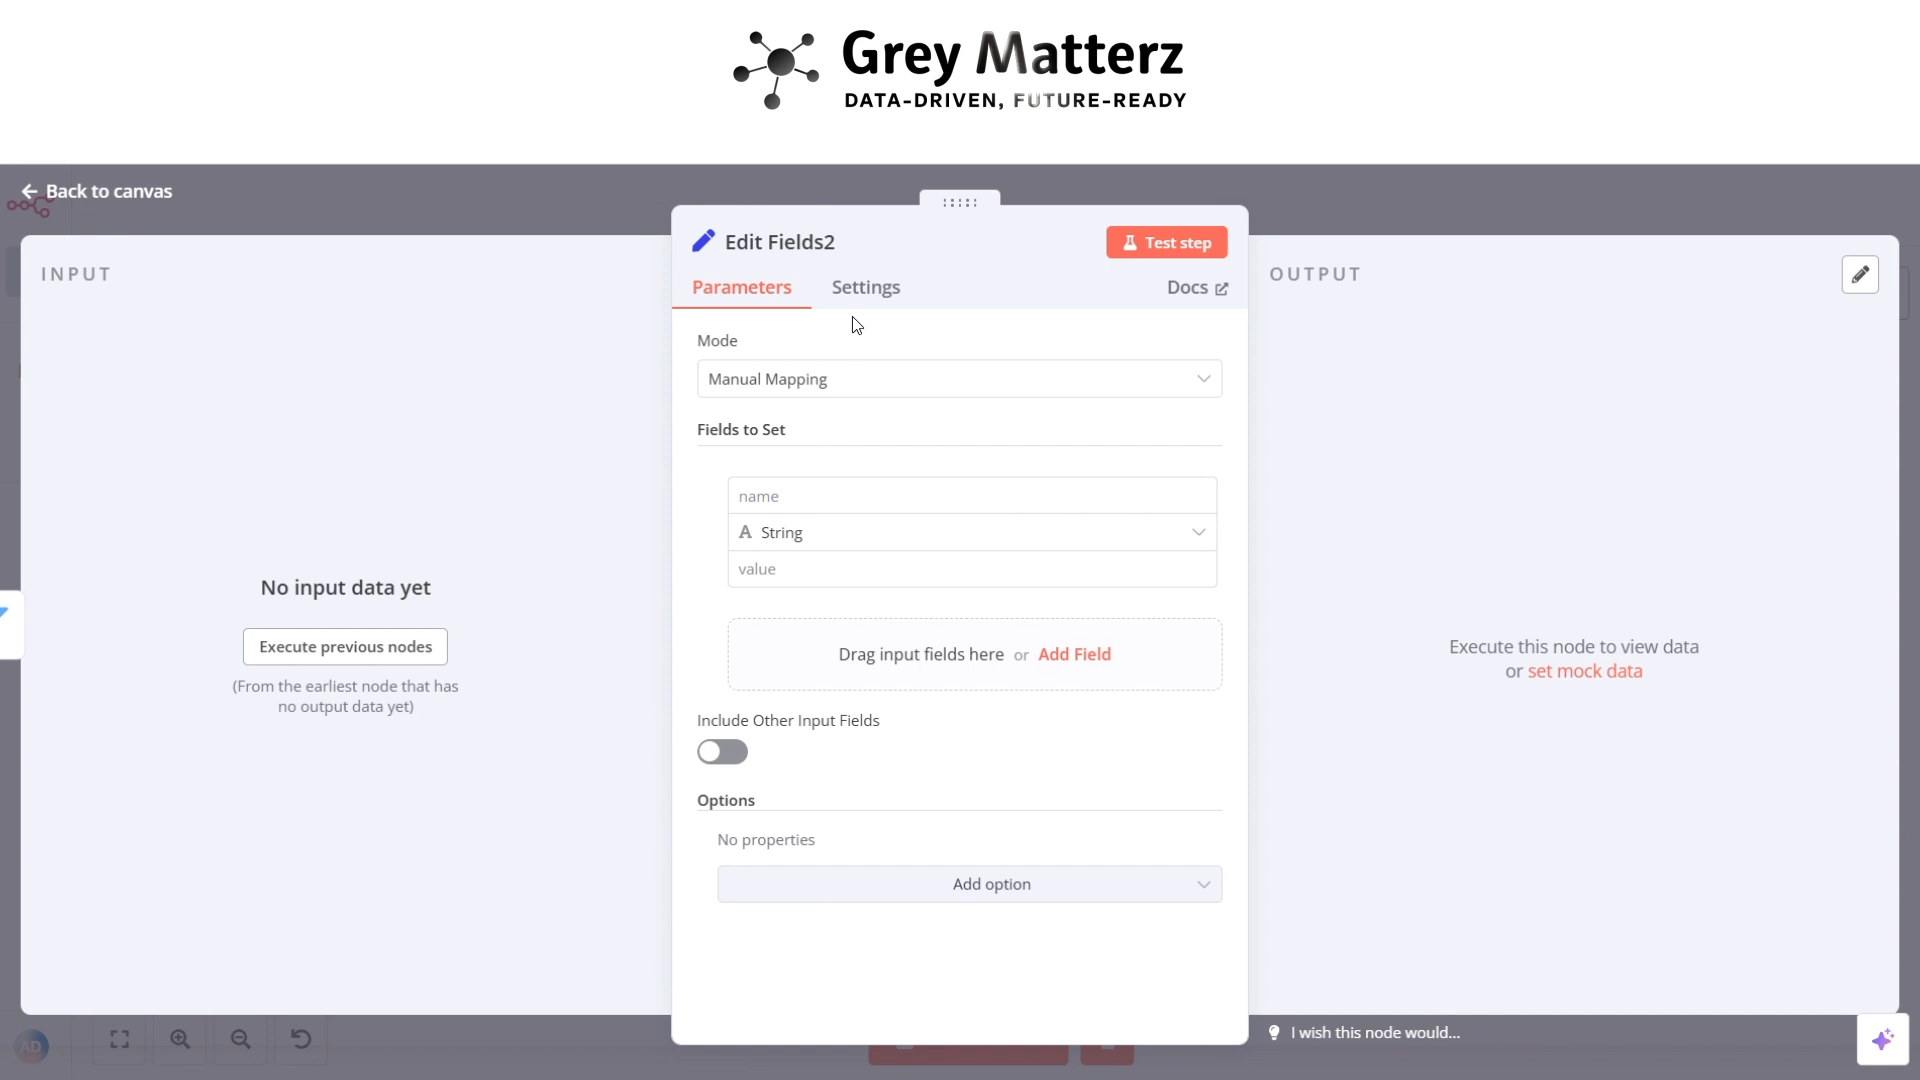 Grey Matterz
DATA-DRIVEN, FUTURE-READY
Back to canvas
INPUT
Edit Fields2
Test step
OUTPUT
Parameters
Settings
Docs
Mode
Manual Mapping
Fields to Set
name
A String
value
No input data yet
Execute previous nodes
(From the earliest node that has
no output data yet)
Drag input fields here or Add Field
Execute this node to view data
or set mock data
Include Other Input Fields
Options
No properties
Add option
I wish this node would...
AD